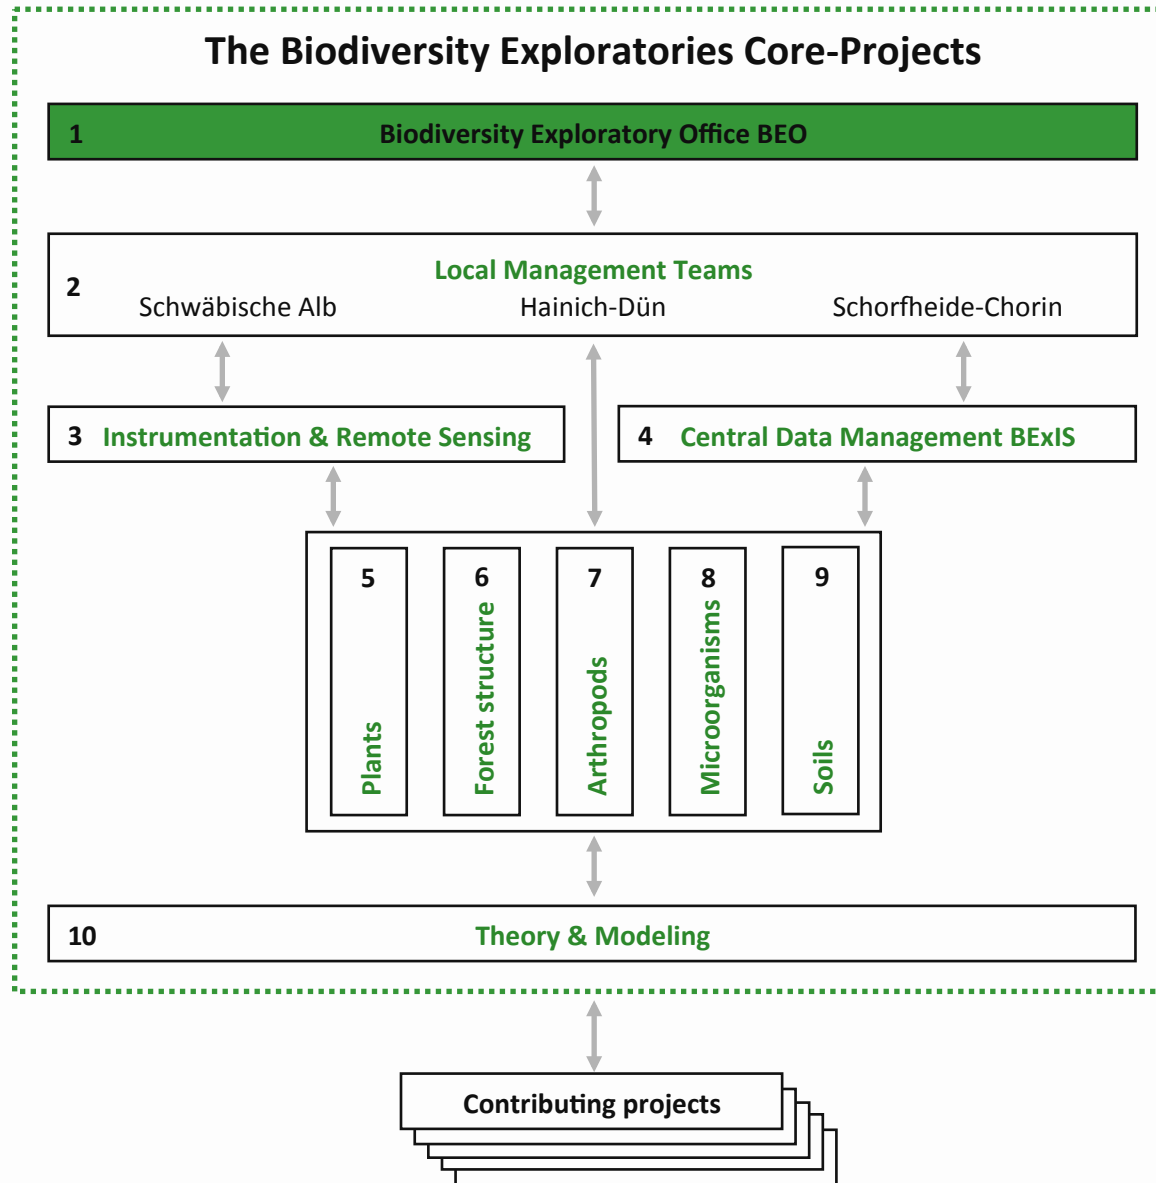 The Biodiversity Exploratories Core-Projects
1 Biodiversity Exploratory Office BEO
2 Local Management Teams
Schwäbische Alb Hainich-Dün Schorfheide-Chorin
3 Instrumentation & Remote Sensing
4 Central Data Management BExIS
5 Plants
6 Forest structure
7 Arthropods
8 Microorganisms
9 Soils
10 Theory & Modeling
Contributing projects